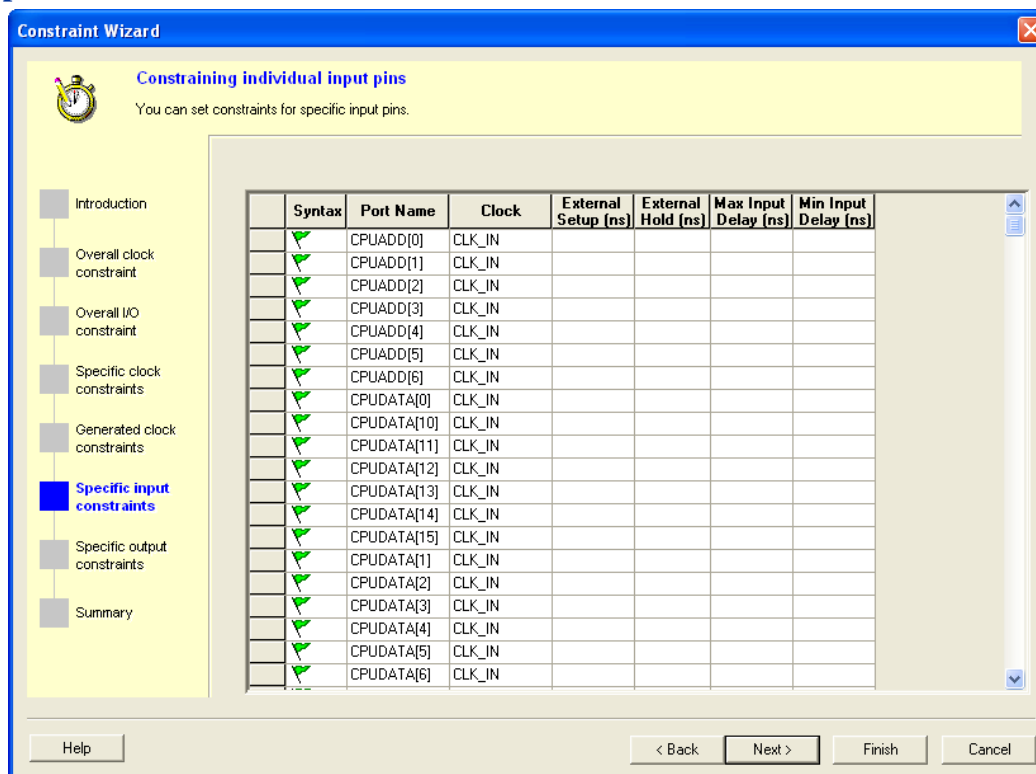 Constraint Wizard
Constraining individual input pins
You can set constraints for specific input pins.
Introduction
Overall clock
constraint
Overall I/O
constraint
Specific clock
constraints
Generated clock
constraints
Specific input
constraints
Specific output
constraints
Summary
Syntax Port Name Clock External Setup (ns) External Hold (ns) Max Input Delay (ns) Min Input Delay (ns)
CPUADD[0] CLK_IN
CPUADD[1] CLK_IN
CPUADD[2] CLK_IN
CPUADD[3] CLK_IN
CPUADD[4] CLK_IN
CPUADD[5] CLK_IN
CPUADD[6] CLK_IN
CPUDATA[0] CLK_IN
CPUDATA[10] CLK_IN
CPUDATA[11] CLK_IN
CPUDATA[12] CLK_IN
CPUDATA[13] CLK_IN
CPUDATA[14] CLK_IN
CPUDATA[15] CLK_IN
CPUDATA[1] CLK_IN
CPUDATA[2] CLK_IN
CPUDATA[3] CLK_IN
CPUDATA[4] CLK_IN
CPUDATA[5] CLK_IN
CPUDATA[6] CLK_IN
Help < Back Next > Finish Cancel